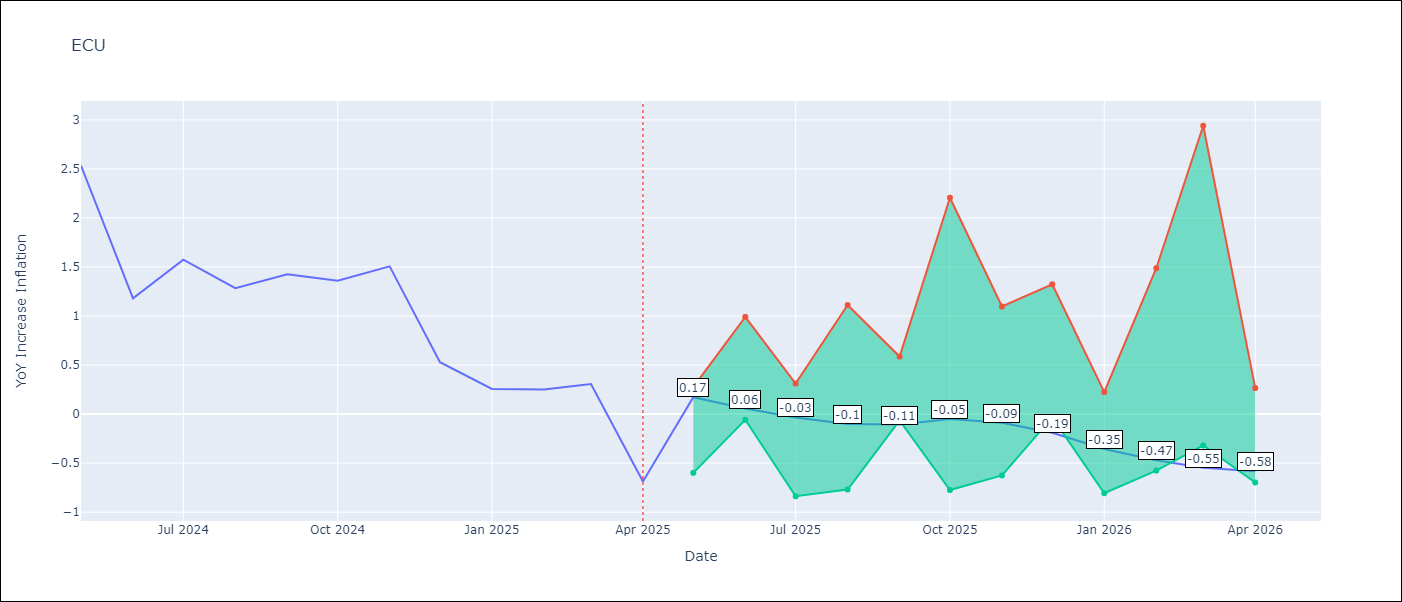 ECU
YoY Increase Inflation
3
2.5
2
1.5
1
0.5
0
−0.5
−1
0.17
0.06
-0.03
-0.1
-0.11
-0.05
-0.09
-0.19
-0.35
-0.47
-0.55
-0.58
Jul 2024
Oct 2024
Jan 2025
Apr 2025
Jul 2025
Oct 2025
Jan 2026
Apr 2026
Date